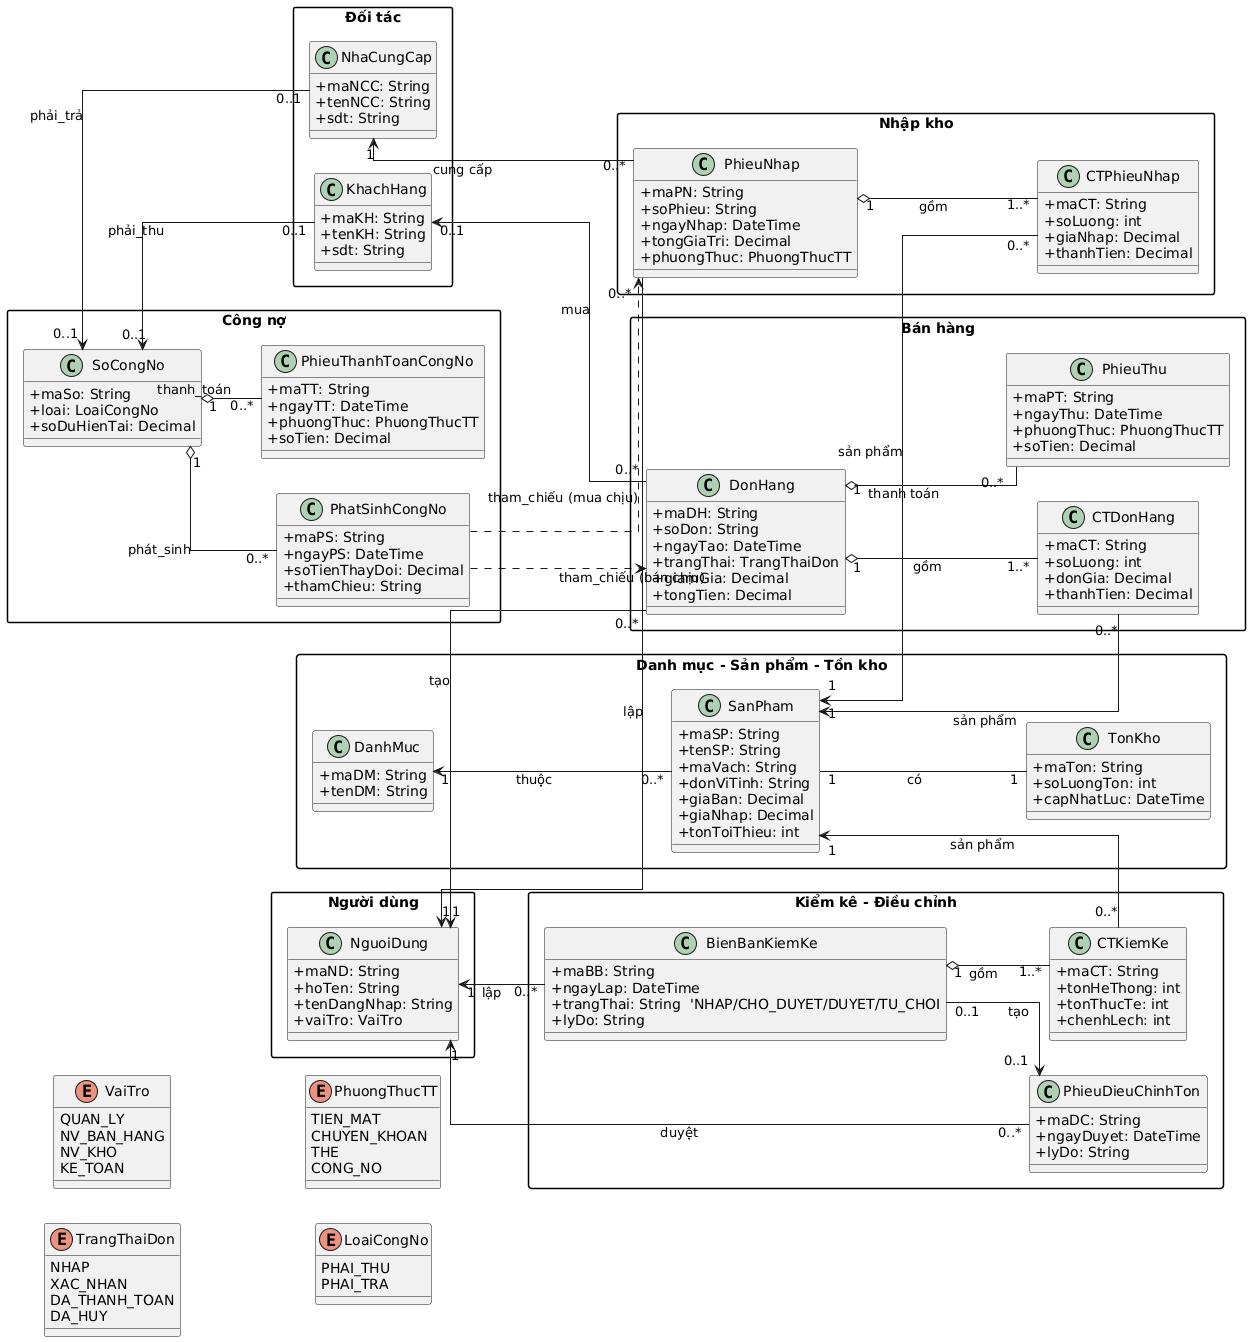 Đối tác
NhaCungCap
+maNCC: String
+tenNCC: String
+sdt: String
0..1
phải_trả
1
cung cấp
0..*
KhachHang
+maKH: String
+tenKH: String
+sdt: String
0..1
phải_thu
0..1
mua
Nhập kho
PhieuNhap
+maPN: String
+soPhieu: String
+ngayNhap: DateTime
+tongGiaTri: Decimal
+phuongThuc: PhuongThucTT
1
gồm
1..*
0..*
0..*
CTPhieuNhap
+maCT: String
+soLuong: int
+giaNhap: Decimal
+thanhTien: Decimal
Công nợ
0..1
0..1
SoCongNo
+maSo: String
+loai: LoaiCongNo
+soDuHienTai: Decimal
thanh_toán
1
0..*
1
PhieuThanhToanCongNo
+maTT: String
+ngayTT: DateTime
+phuongThuc: PhuongThucTT
+soTien: Decimal
phát_sinh
0..*
PhatSinhCongNo
+maPS: String
+ngayPS: DateTime
+soTienThayDoi: Decimal
+thamChieu: String
tham_chiếu (mua chịu)
tham_chiếu (bán chịu)
Bán hàng
PhieuThu
+maPT: String
+ngayThu: DateTime
+phuongThuc: PhuongThucTT
+soTien: Decimal
sản phẩm
0..*
DonHang
+maDH: String
+soDon: String
+ngayTao: DateTime
+trangThai: TrangThaiDon
+giamGia: Decimal
+tongTien: Decimal
1
thanh toán
0..*
1
gồm
1..*
0..*
CTDonHang
+maCT: String
+soLuong: int
+donGia: Decimal
+thanhTien: Decimal
0..*
Danh mục - Sản phẩm - Tồn kho
tạo
lập
1
1
sản phẩm
SanPham
+maSP: String
+tenSP: String
+maVach: String
+donViTinh: String
+giaBan: Decimal
+giaNhap: Decimal
+tonToiThieu: int
DanhMuc
+maDM: String
+tenDM: String
1
thuộc
0..*
1
có
1
TonKho
+maTon: String
+soLuongTon: int
+capNhatLuc: DateTime
1
sản phẩm
Người dùng
1
1
NguoiDung
+maND: String
+hoTen: String
+tenDangNhap: String
+vaiTro: VaiTro
1
lập
0..*
1
Kiểm kê - Điều chỉnh
0..*
BienBanKiemKe
+maBB: String
+ngayLap: DateTime
+trangThai: String  'NHAP/CHO_DUYET/DUYET/TU_CHOI
+lyDo: String
1
gồm
1..*
CTKiemKe
+maCT: String
+tonHeThong: int
+tonThucTe: int
+chenhLech: int
0..1
tạo
0..1
PhieuDieuChinhTon
+maDC: String
+ngayDuyet: DateTime
+lyDo: String
duyệt
0..*
VaiTro
QUAN_LY
NV_BAN_HANG
NV_KHO
KE_TOAN
PhuongThucTT
TIEN_MAT
CHUYEN_KHOAN
THE
CONG_NO
TrangThaiDon
NHAP
XAC_NHAN
DA_THANH_TOAN
DA_HUY
LoaiCongNo
PHAI_THU
PHAI_TRA